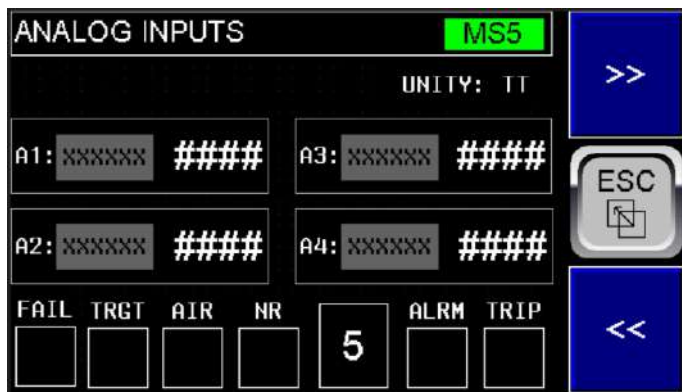 ANALOG INPUTS MS5
>>
UNITY: TT
A1: XXXXXX #### A3: XXXXXX ####
ESC
A2: XXXXXX #### A4: XXXXXX ####
FAIL TRGT AIR NR 5 ALRM TRIP
<<